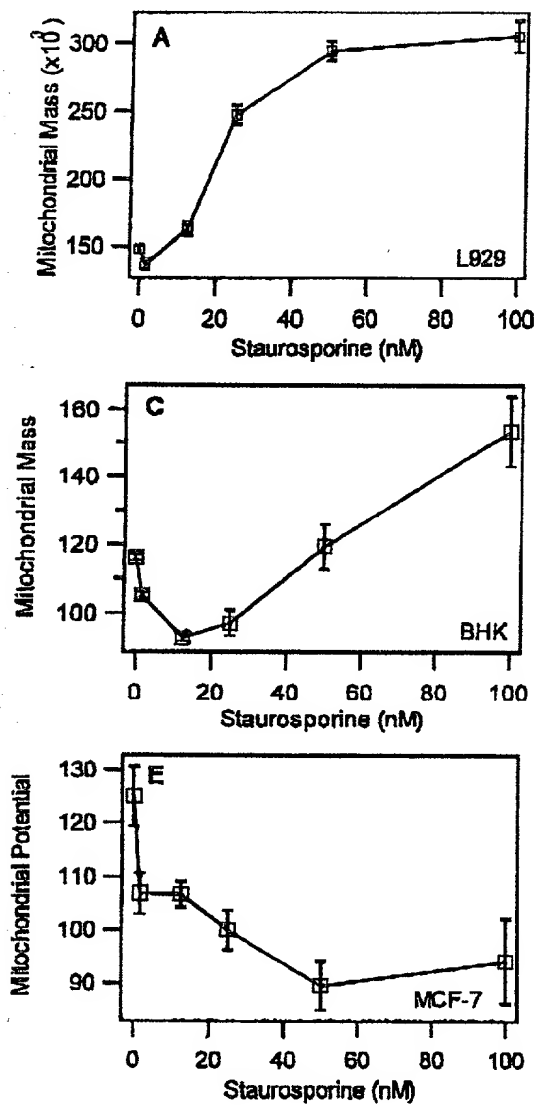 A
Mitochondrial Mass (x10³)
300
250
200
150
L929
0 20 40 60 80 100
Staurosporine (nM)
C
Mitochondrial Mass
160
140
120
100
BHK
0 20 40 60 80 100
Staurosporine (nM)
E
Mitochondrial Potential
130
120
110
100
90
MCF-7
0 20 40 60 80 100
Staurosporine (nM)